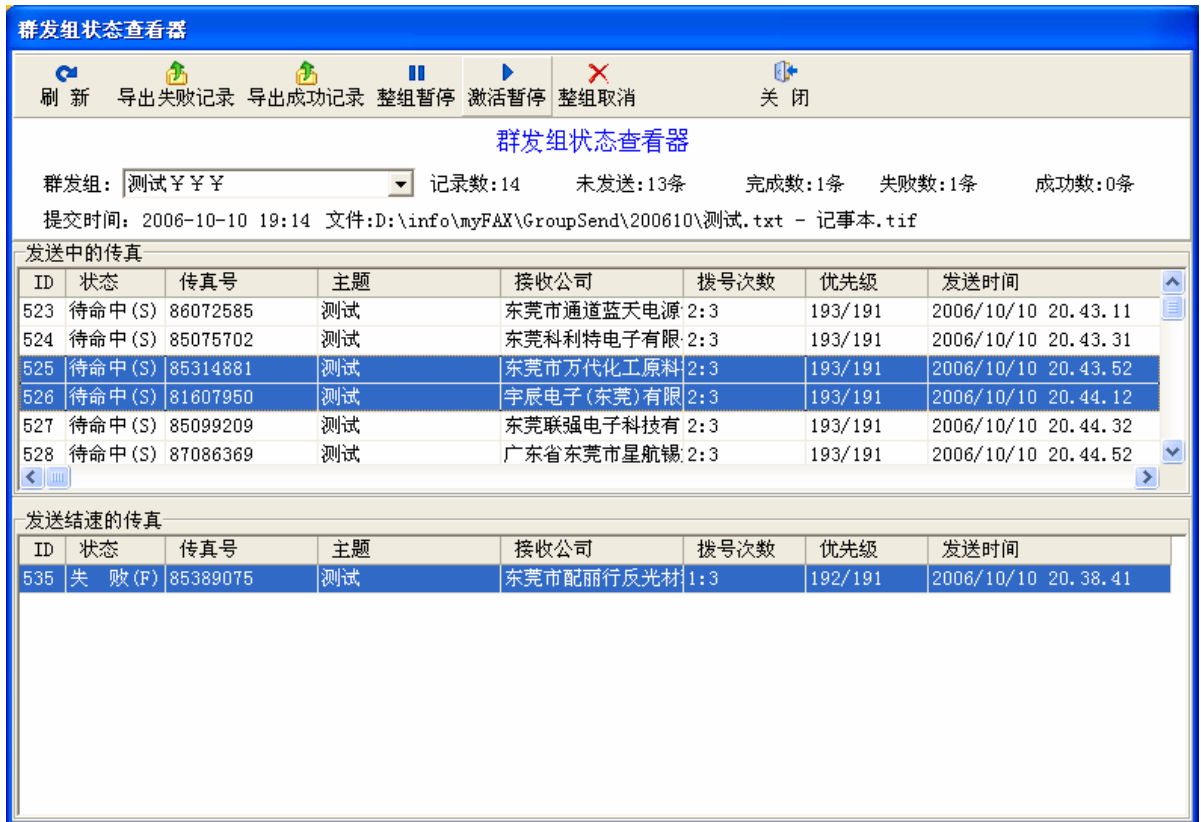 群发组状态查看器
刷 新 导出失败记录 导出成功记录 整组暂停 激活暂停 整组取消 关 闭
群发组状态查看器
群发组: 测试￥￥￥ 记录数:14 未发送:13条 完成数:1条 失败数:1条 成功数:0条
提交时间: 2006-10-10 19:14 文件:D:\info\myFAX\GroupSend\200610\测试.txt - 记事本.tif
发送中的传真
ID 状态 传真号 主题 接收公司 拨号次数 优先级 发送时间
523 待命中(S) 86072585 测试 东莞市通道蓝天电源 2:3 193/191 2006/10/10 20.43.11
524 待命中(S) 85075702 测试 东莞科利特电子有限 2:3 193/191 2006/10/10 20.43.31
525 待命中(S) 85314881 测试 东莞市万代化工原料 2:3 193/191 2006/10/10 20.43.52
526 待命中(S) 81607950 测试 宇辰电子(东莞)有限 2:3 193/191 2006/10/10 20.44.12
527 待命中(S) 85099209 测试 东莞联强电子科技有 2:3 193/191 2006/10/10 20.44.32
528 待命中(S) 87086369 测试 广东省东莞市星航锡 2:3 193/191 2006/10/10 20.44.52
发送结速的传真
ID 状态 传真号 主题 接收公司 拨号次数 优先级 发送时间
535 失 败(F) 85389075 测试 东莞市配丽行反光材 1:3 192/191 2006/10/10 20.38.41